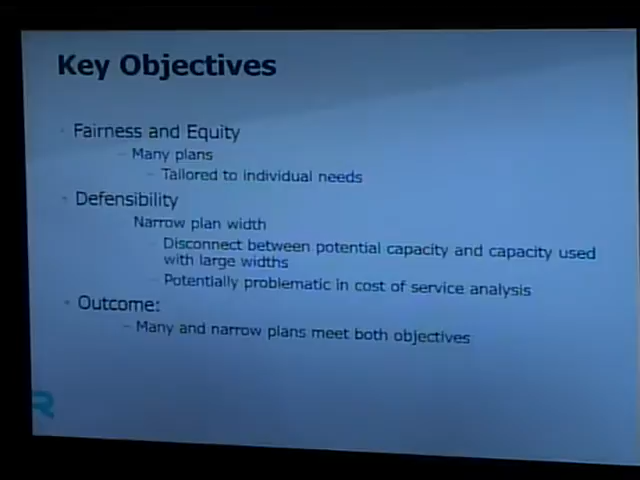 Key Objectives
Fairness and Equity
– Many plans
– Tailored to individual needs
Defensibility
Narrow plan width
Disconnect between potential capacity and capacity used
with large widths
Potentially problematic in cost of service analysis
Outcome:
– Many and narrow plans meet both objectives
R